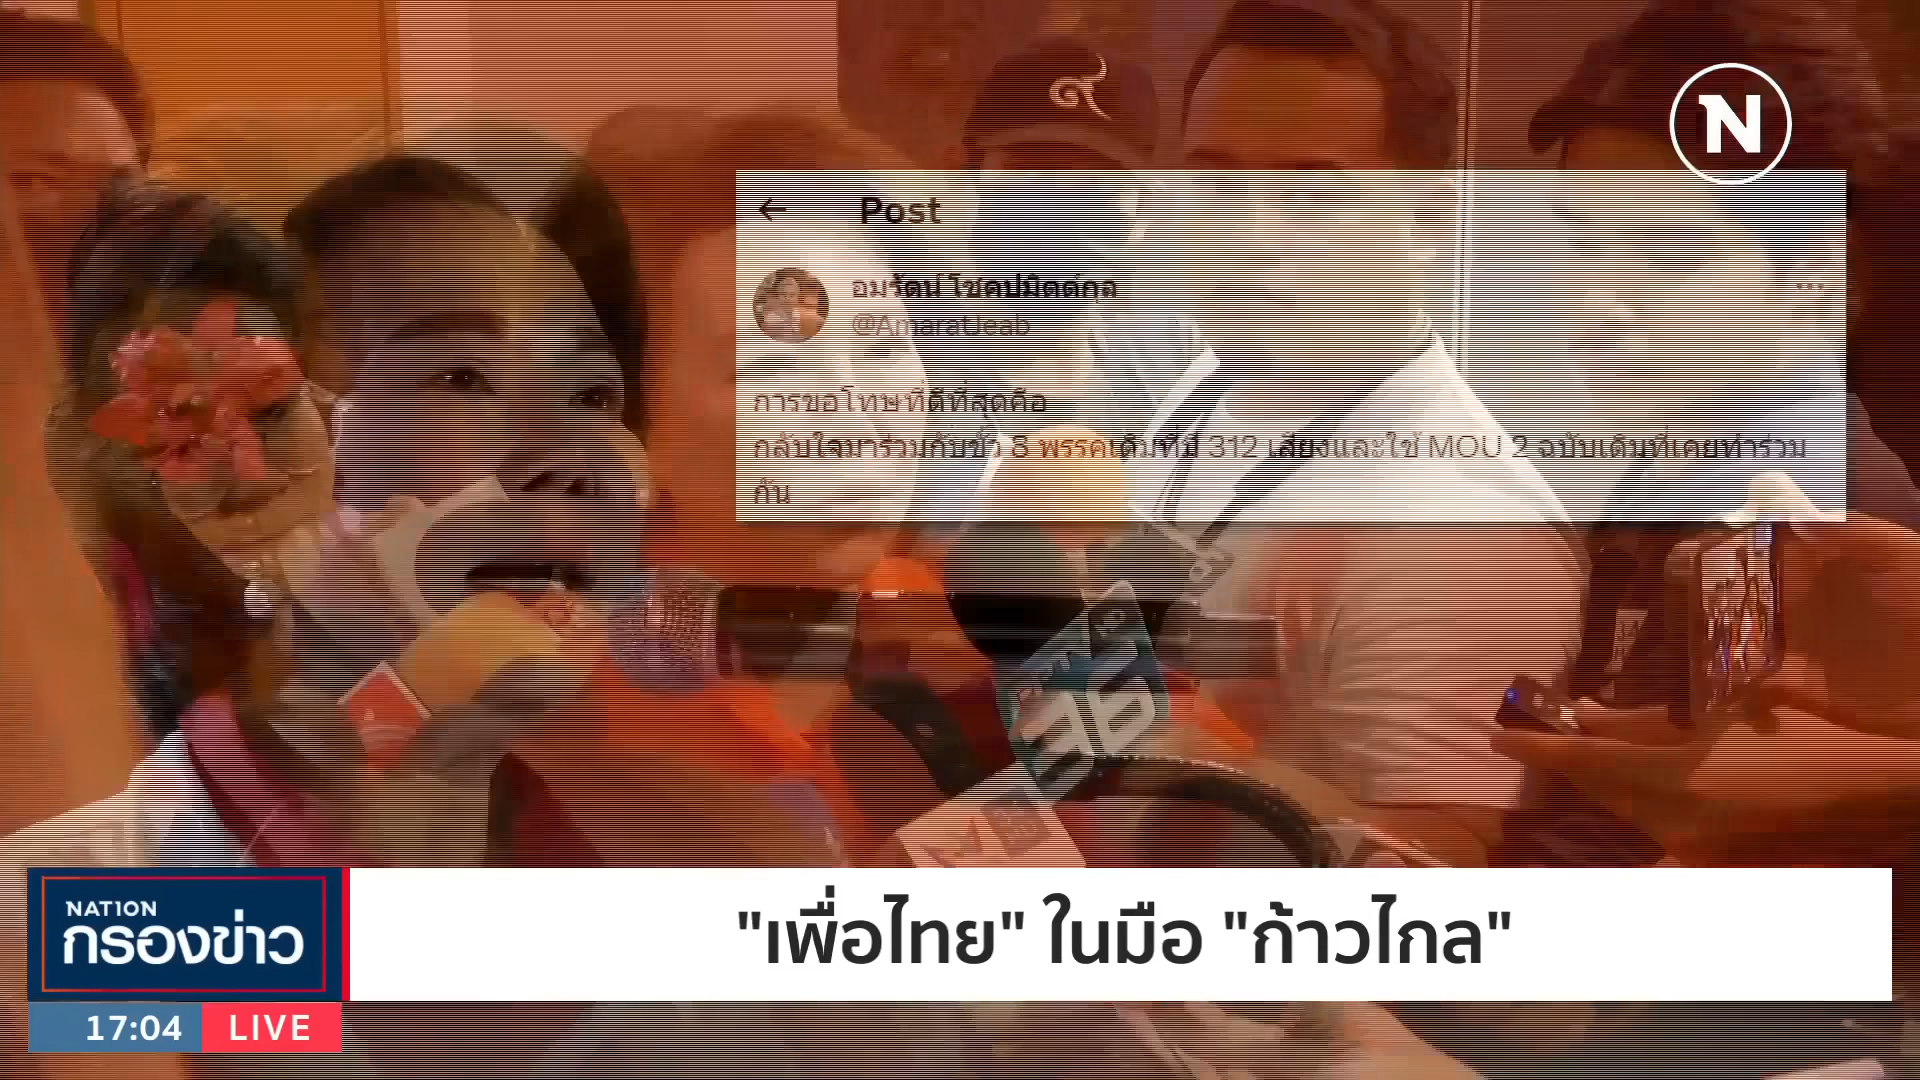 N
← Post
อมรัตน์ โชคปมิตต์กุล
@AmaratJeab
การขอโทษที่ดีที่สุดคือ
กลับใจมาร่วมกับขั้ว 8 พรรคเดิมที่มี 312 เสียงและใช้ MOU 2 ฉบับเดิมที่เคยทำร่วม
กัน
36
34
NATION
กรองข่าว
"เพื่อไทย" ในมือ "ก้าวไกล"
17:04 LIVE